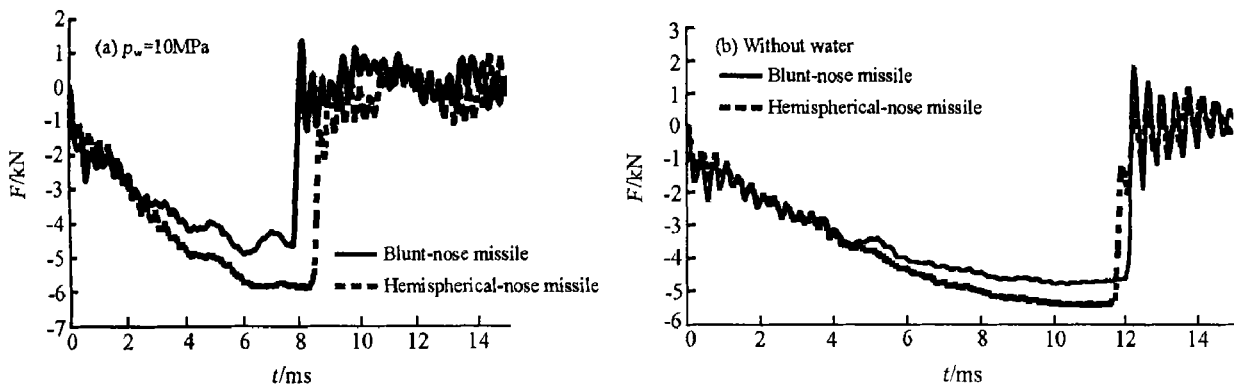 2
1
0
-1
-2
-3
-4
-5
-6
-7
F/kN
(a) p_w=10MPa
Blunt-nose missile
Hemispherical-nose missile
0 2 4 6 8 10 12 14
t/ms
3
2
1
0
-1
-2
-3
-4
-5
-6
F/kN
(b) Without water
Blunt-nose missile
Hemispherical-nose missile
0 2 4 6 8 10 12 14
t/ms